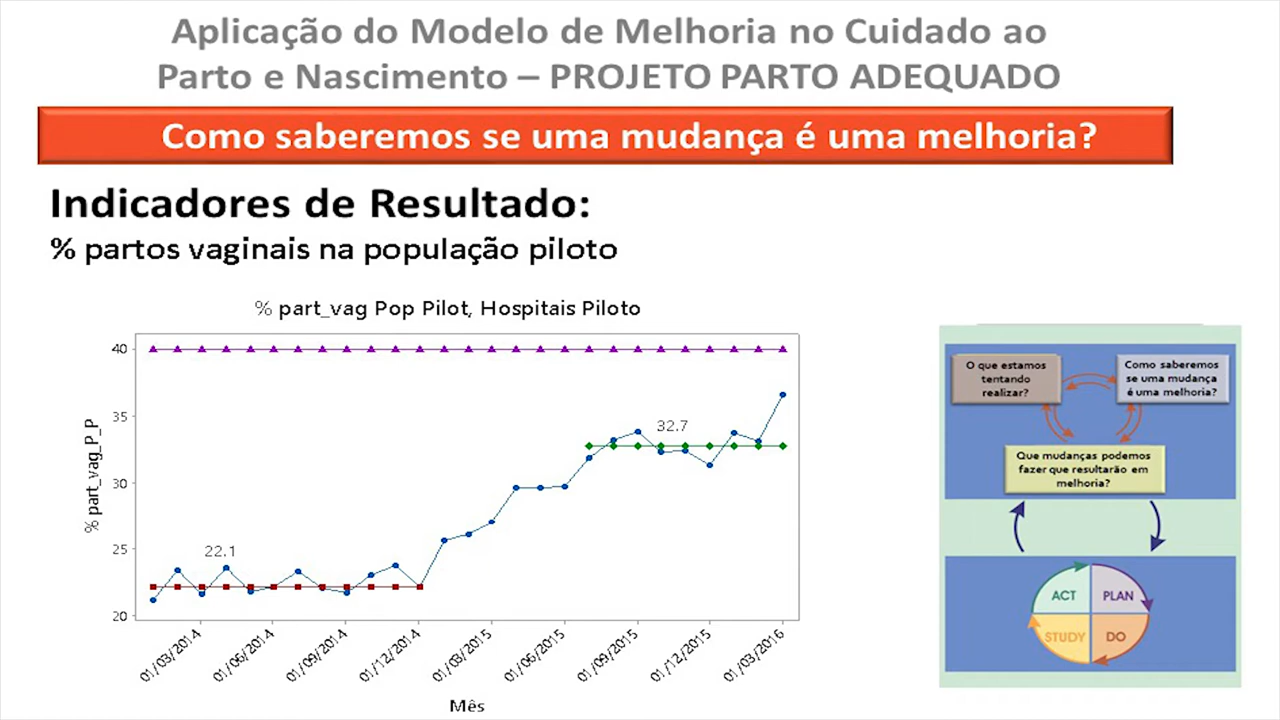 Aplicação do Modelo de Melhoria no Cuidado ao
Parto e Nascimento – PROJETO PARTO ADEQUADO
Como saberemos se uma mudança é uma melhoria?
Indicadores de Resultado:
% partos vaginais na população piloto
% part_vag Pop Pilot, Hospitais Piloto
% part_vag_P_P
40
35
30
25
20
22.1
32.7
01/03/2014
01/06/2014
01/09/2014
01/12/2014
01/03/2015
01/06/2015
01/09/2015
01/12/2015
01/03/2016
Mês
O que estamos
tentando
realizar?
Como saberemos
se uma mudança
é uma melhoria?
Que mudanças podemos
fazer que resultarão em
melhoria?
ACT
PLAN
STUDY
DO